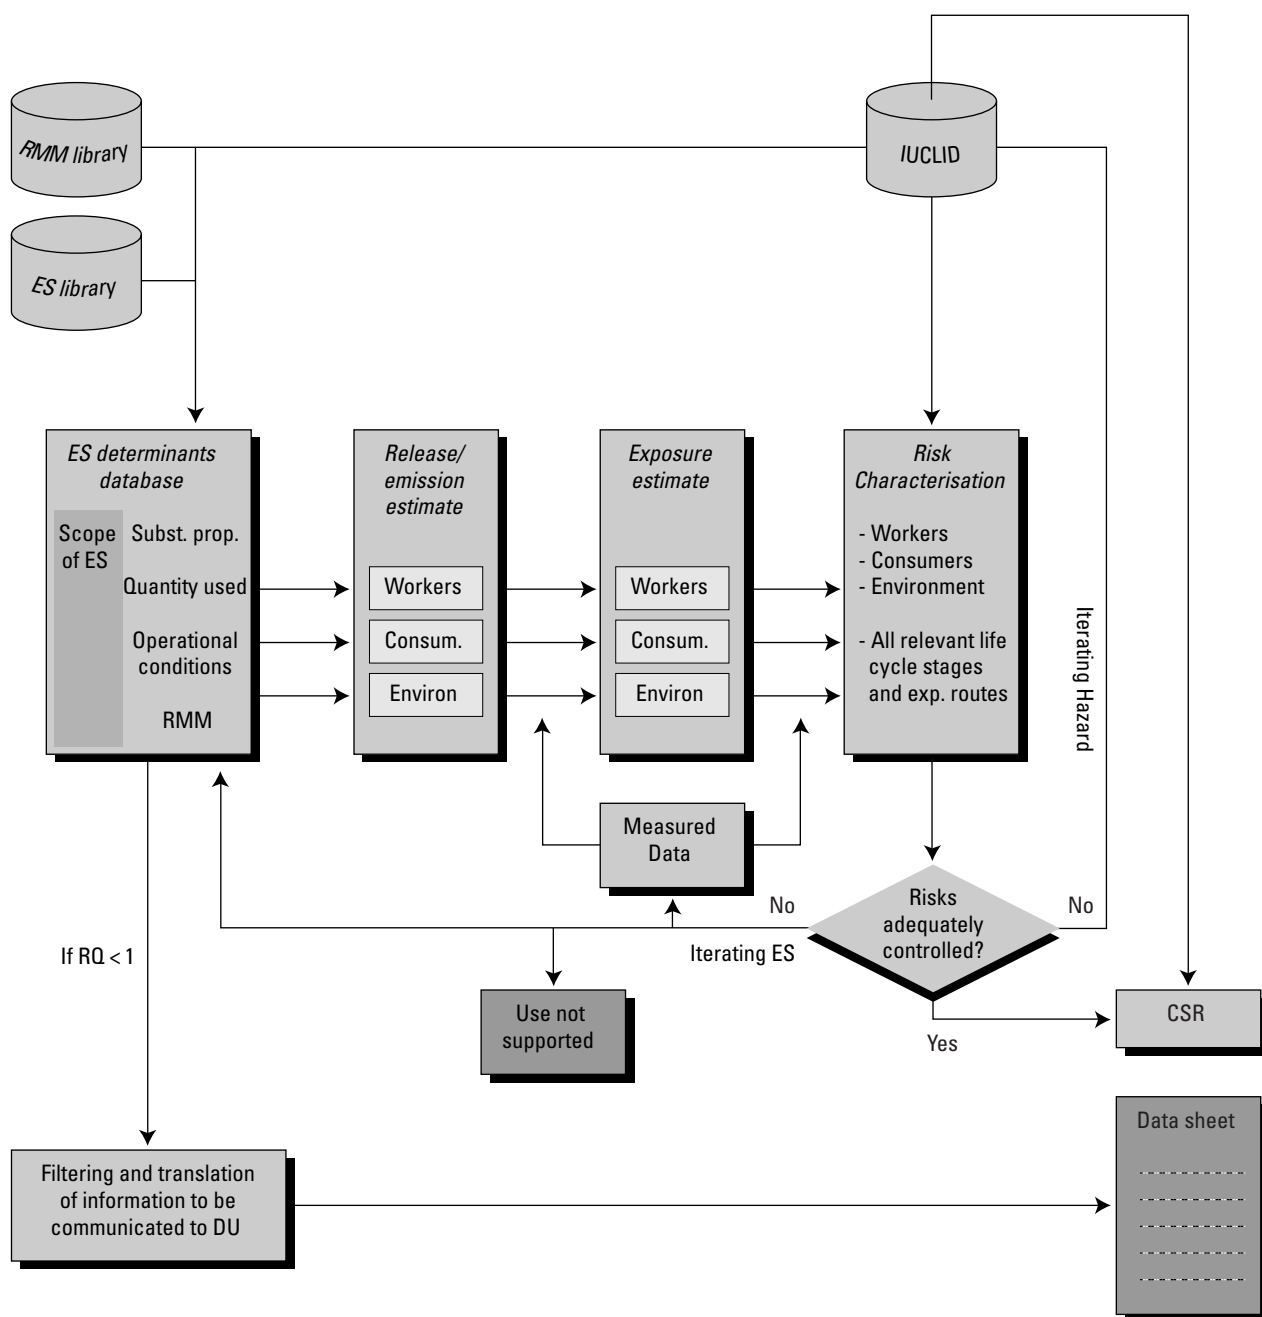 RMM library
IUCLID
ES library
ES determinants
database
Scope
of ES
Subst. prop.
Quantity used
Operational
conditions
RMM
Release/
emission
estimate
Workers
Consum.
Environ
Exposure
estimate
Workers
Consum.
Environ
Risk
Characterisation
- Workers
- Consumers
- Environment
- All relevant life
cycle stages
and exp. routes
Iterating Hazard
Measured
Data
No
Iterating ES
Risks
adequately
controlled?
No
Yes
If RQ < 1
Use not
supported
CSR
Filtering and translation
of information to be
communicated to DU
Data sheet